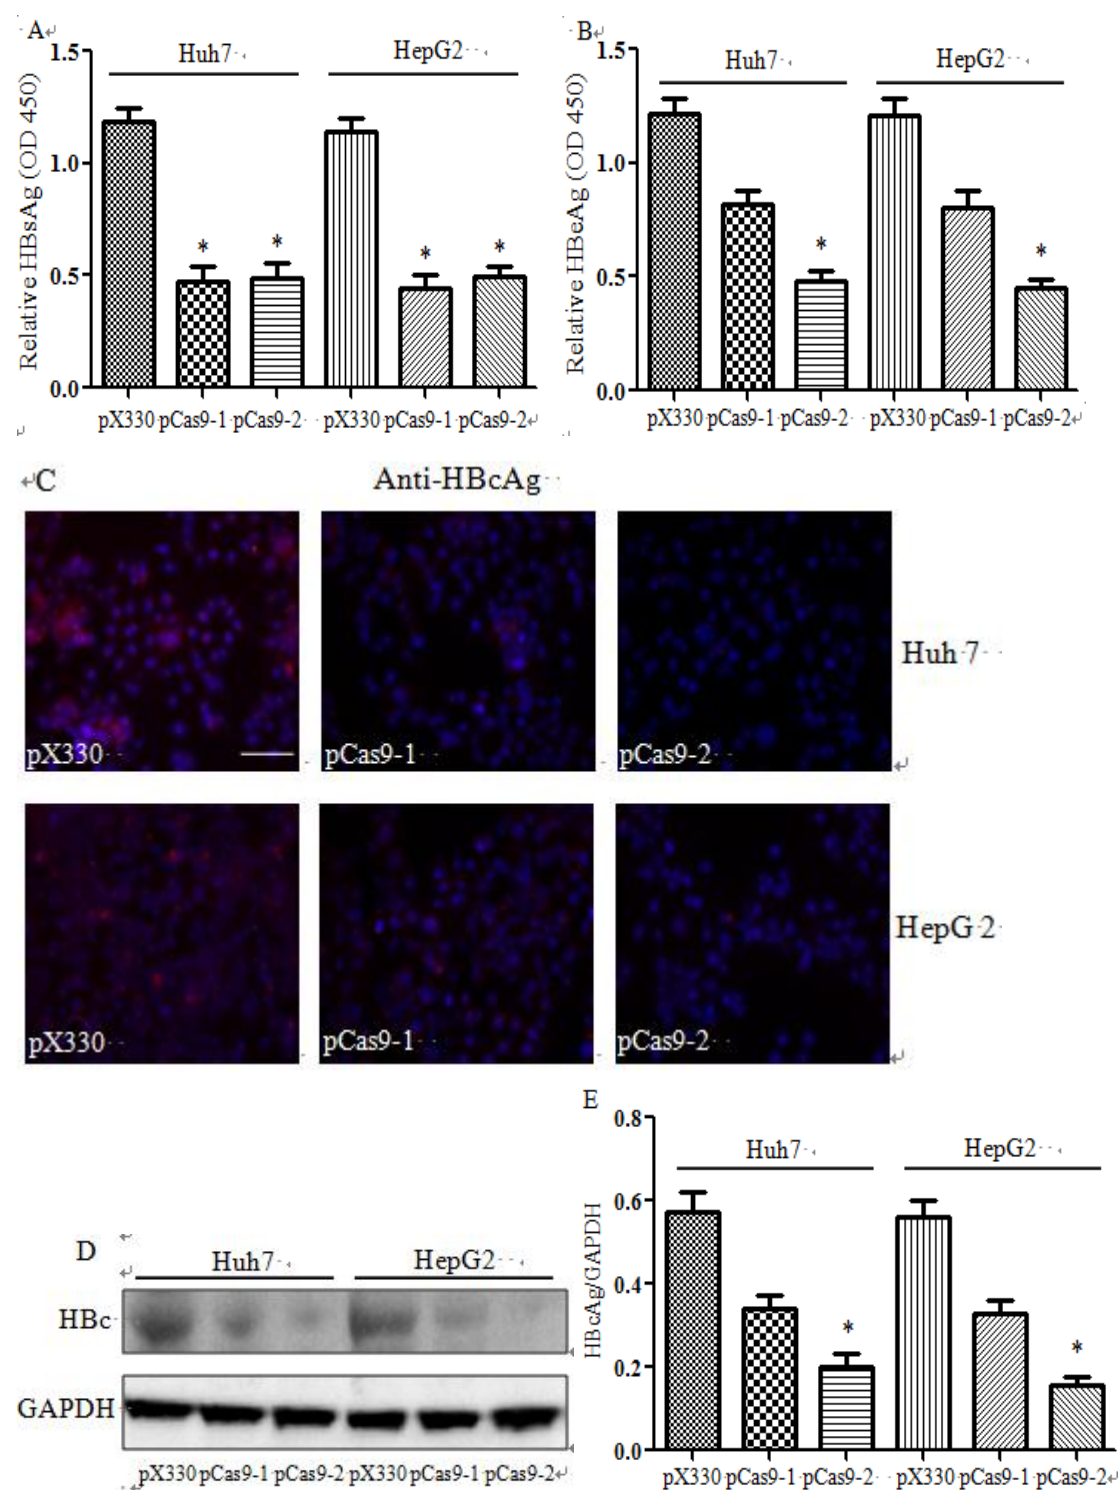 A
Relative HBsAg (OD 450)
1.5
1.0
0.5
0.0
Huh7
HepG2
* * * *
pX330 pCas9-1 pCas9-2 pX330 pCas9-1 pCas9-2
B
Relative HBeAg (OD 450)
1.5
1.0
0.5
0.0
Huh7
HepG2
* *
pX330 pCas9-1 pCas9-2 pX330 pCas9-1 pCas9-2
C
Anti-HBcAg
pX330
pCas9-1
pCas9-2
Huh 7
pX330
pCas9-1
pCas9-2
HepG 2
D
Huh7
HepG2
HBc
GAPDH
pX330 pCas9-1 pCas9-2 pX330 pCas9-1 pCas9-2
E
HBcAg/GAPDH
0.8
0.6
0.4
0.2
0.0
Huh7
HepG2
* *
pX330 pCas9-1 pCas9-2 pX330 pCas9-1 pCas9-2